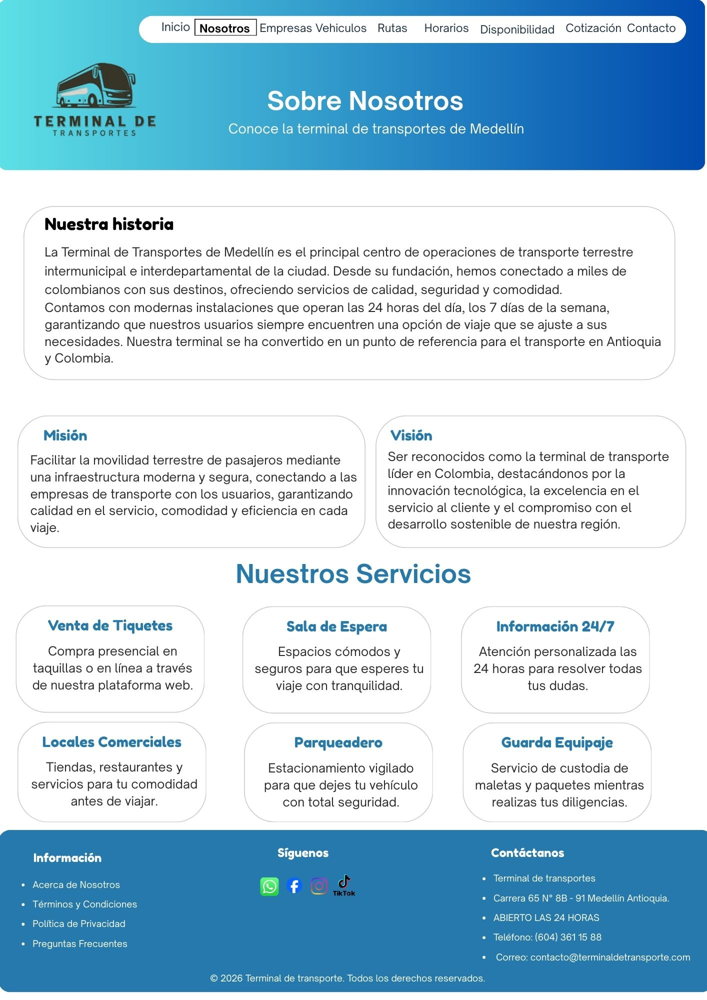 Inicio Nosotros Empresas Vehiculos Rutas Horarios Disponibilidad Cotización Contacto
TERMINAL DE
TRANSPORTES
Sobre Nosotros
Conoce la terminal de transportes de Medellín
Nuestra historia
La Terminal de Transportes de Medellín es el principal centro de operaciones de transporte terrestre
intermunicipal e interdepartamental de la ciudad. Desde su fundación, hemos conectado a miles de
colombianos con sus destinos, ofreciendo servicios de calidad, seguridad y comodidad.
Contamos con modernas instalaciones que operan las 24 horas del día, los 7 días de la semana,
garantizando que nuestros usuarios siempre encuentren una opción de viaje que se ajuste a sus
necesidades. Nuestra terminal se ha convertido en un punto de referencia para el transporte en Antioquia
y Colombia.
Misión
Facilitar la movilidad terrestre de pasajeros mediante
una infraestructura moderna y segura, conectando a las
empresas de transporte con los usuarios, garantizando
calidad en el servicio, comodidad y eficiencia en cada
viaje.
Visión
Ser reconocidos como la terminal de transporte
líder en Colombia, destacándonos por la
innovación tecnológica, la excelencia en el
servicio al cliente y el compromiso con el
desarrollo sostenible de nuestra región.
Nuestros Servicios
Venta de Tiquetes
Compra presencial en
taquillas o en línea a través
de nuestra plataforma web.
Sala de Espera
Espacios cómodos y
seguros para que esperes tu
viaje con tranquilidad.
Información 24/7
Atención personalizada las
24 horas para resolver todas
tus dudas.
Locales Comerciales
Tiendas, restaurantes y
servicios para tu comodidad
antes de viajar.
Parqueadero
Estacionamiento vigilado
para que dejes tu vehículo
con total seguridad.
Guarda Equipaje
Servicio de custodia de
maletas y paquetes mientras
realizas tus diligencias.
Información
• Acerca de Nosotros
• Términos y Condiciones
• Política de Privacidad
• Preguntas Frecuentes
Síguenos
TikTok
Contáctanos
• Terminal de transportes
• Carrera 65 N° 8B - 91 Medellín Antioquia.
• ABIERTO LAS 24 HORAS
• Teléfono: (604) 361 15 88
• Correo: contacto@terminaldetransporte.com
© 2026 Terminal de transporte. Todos los derechos reservados.